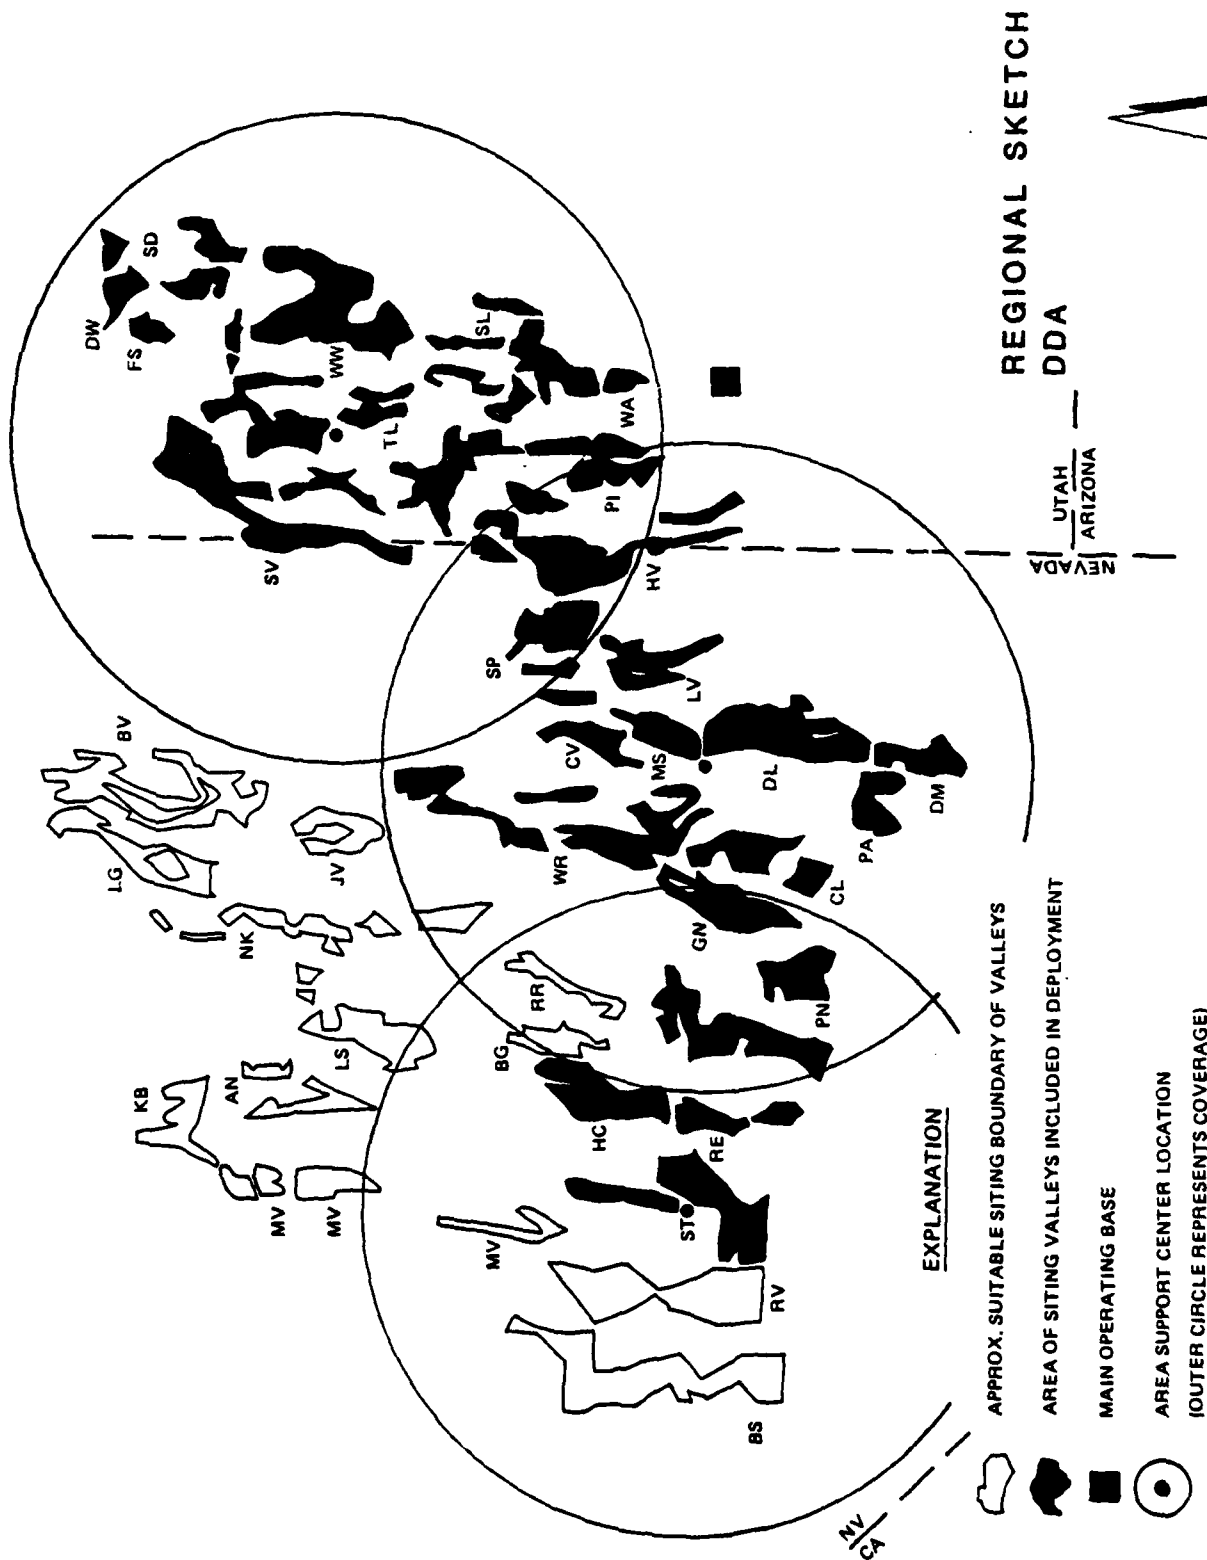 DW
SD
FS
WW
SL
TL
WA
SV
PI
HV
SP
LV
BV
CV
MS
DL
DM
PA
LG
JV
WR
CL
NK
GN
RR
PN
LS
BG
AN
KB
HC
RE
MV
MV
MV
ST
RV
BS
NEVADA
UTAH
ARIZONA
NV
CA
REGIONAL SKETCH
DDA
EXPLANATION
APPROX. SUITABLE SITING BOUNDARY OF VALLEYS
AREA OF SITING VALLEYS INCLUDED IN DEPLOYMENT
MAIN OPERATING BASE
AREA SUPPORT CENTER LOCATION
(OUTER CIRCLE REPRESENTS COVERAGE)